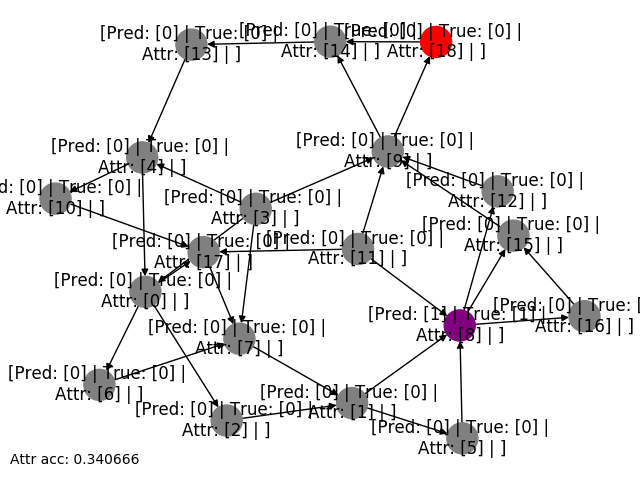 [Pred: [0] | True: [0] |
Attr: [13] | ]
[Pred: [0] | True: [0] |
Attr: [14] | ]
True: [0] |
Attr: [18] | ]
[Pred: [0] | True: [0] |
Attr: [4] | ]
[Pred: [0] | True: [0] |
Attr: [9] | ]
d: [0] | True: [0] |
Attr: [10] | ]
[Pred: [0] | True: [0] |
Attr: [12] | ]
[Pred: [0] | True: [0] |
Attr: [3] | ]
[Pred: [0] | True: [0] |
Attr: [15] | ]
[Pred: [0] | True: [0] |
Attr: [17] | ]
[Pred: [0] | True: [0] |
Attr: [11] | ]
[Pred: [0] | True: [0] |
Attr: [0] | ]
[Pred: [1] | True: [1] |
Attr: [8] | ]
[Pred: [0] | True: [
Attr: [16] | ]
[Pred: [0] | True: [0] |
Attr: [7] | ]
[Pred: [0] | True: [0] |
Attr: [6] | ]
[Pred: [0] | True: [0] |
Attr: [1] | ]
[Pred: [0] | True: [0] |
Attr: [2] | ]
[Pred: [0] | True: [0] |
Attr: [5] | ]
Attr acc: 0.340666